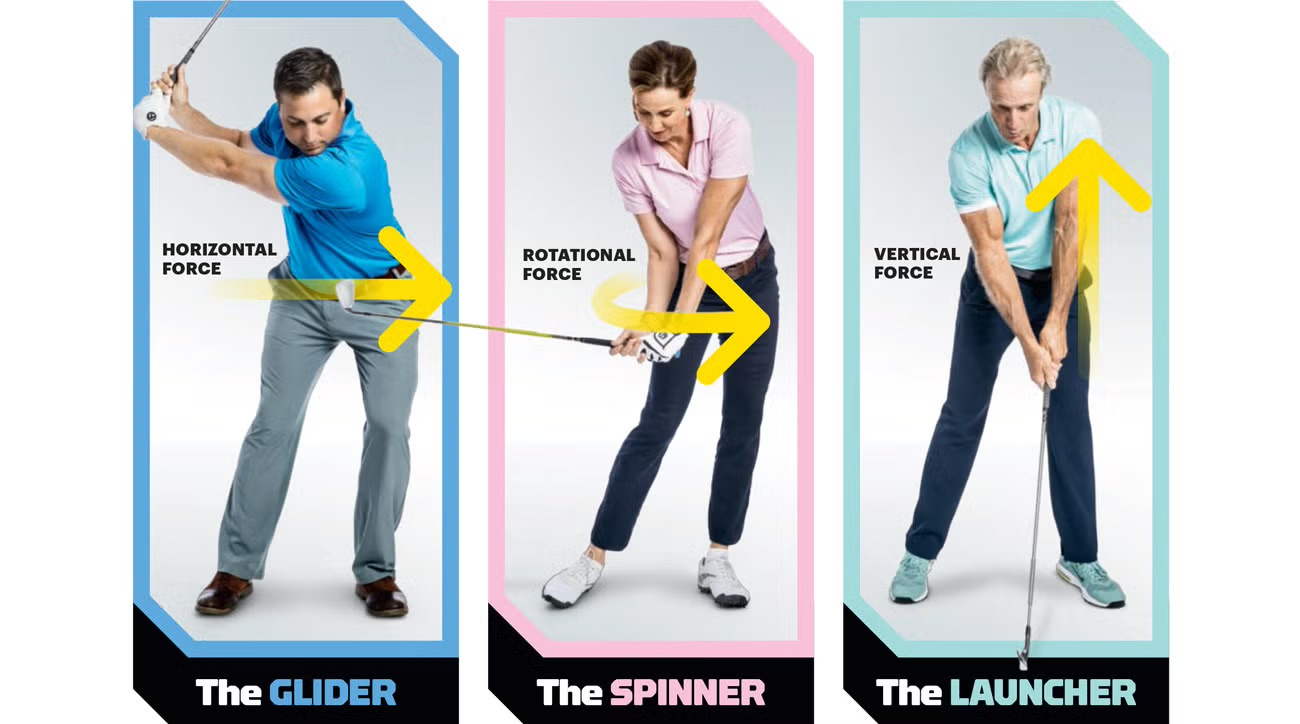 HORIZONTAL
FORCE
The GLIDER
ROTATIONAL
FORCE
The SPINNER
VERTICAL
FORCE
The LAUNCHER